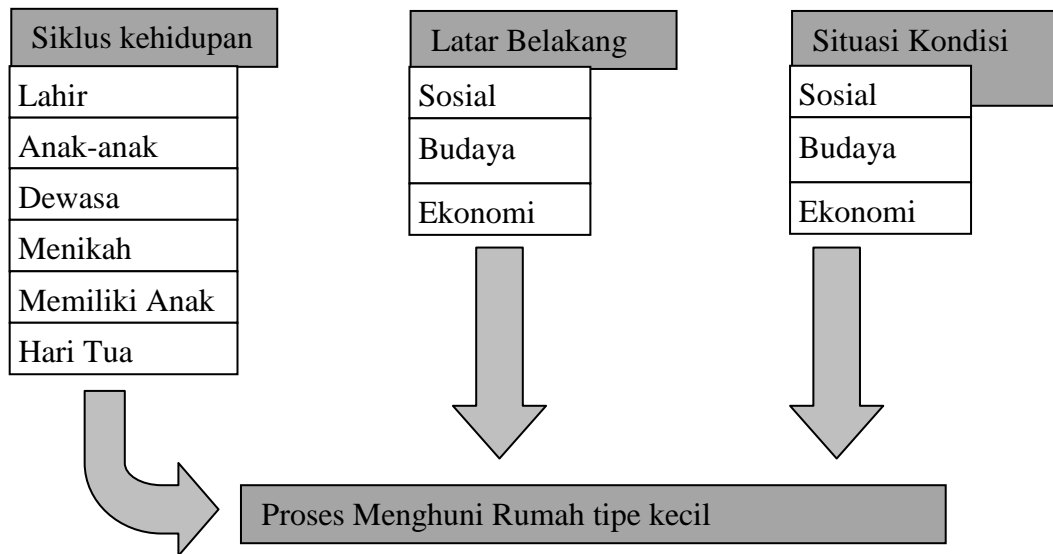 Siklus kehidupan
Lahir
Anak-anak
Dewasa
Menikah
Memiliki Anak
Hari Tua
Latar Belakang
Sosial
Budaya
Ekonomi
Situasi Kondisi
Sosial
Budaya
Ekonomi
Proses Menghuni Rumah tipe kecil